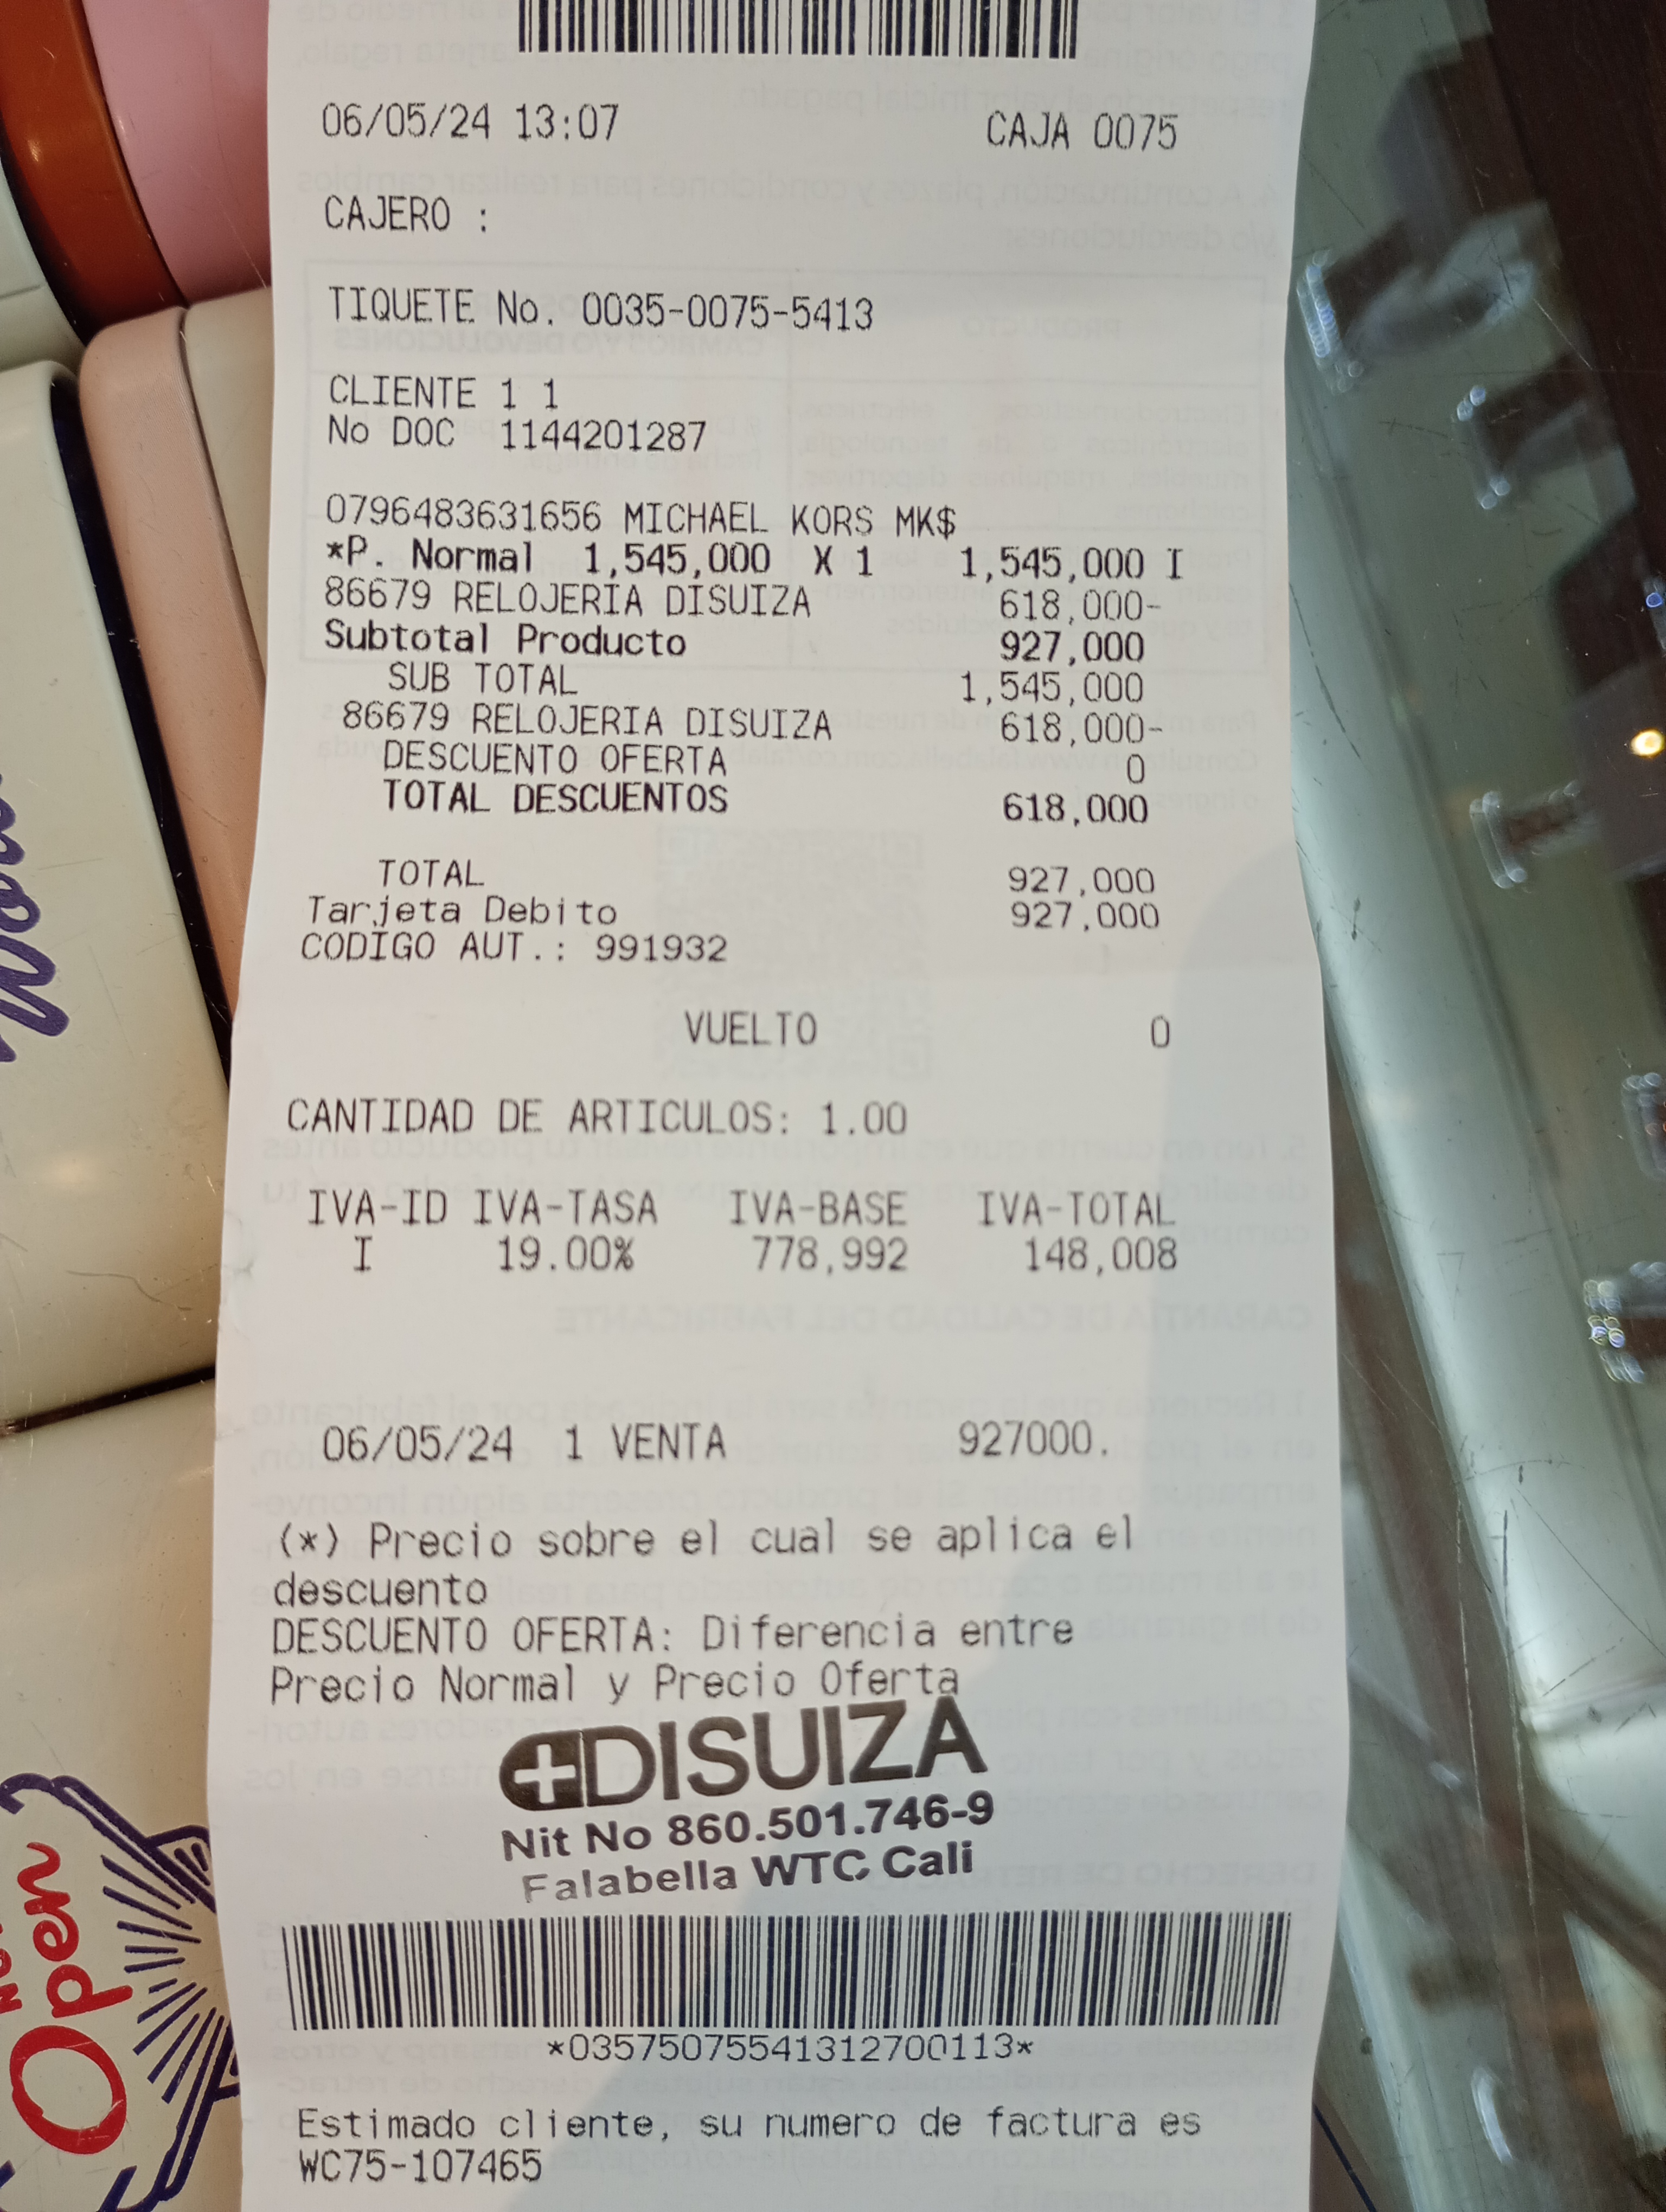 06/05/24 13:07 CAJA 0075
CAJERO :
TIQUETE No. 0035-0075-5413
CLIENTE 1 1
No DOC 1144201287
0796483631656 MICHAEL KORS MK$
*P. Normal 1,545,000 X 1 1,545,000 I
86679 RELOJERIA DISUIZA 618,000-
Subtotal Producto 927,000
SUB TOTAL 1,545,000
86679 RELOJERIA DISUIZA 618,000-
DESCUENTO OFERTA 0
TOTAL DESCUENTOS 618,000
TOTAL 927,000
Tarjeta Debito 927,000
CODIGO AUT.: 991932
VUELTO 0
CANTIDAD DE ARTICULOS: 1.00
IVA-ID IVA-TASA IVA-BASE IVA-TOTAL
I 19.00% 778,992 148,008
06/05/24 1 VENTA 927000.
(*) Precio sobre el cual se aplica el
descuento
DESCUENTO OFERTA: Diferencia entre
Precio Normal y Precio Oferta
DISUIZA
Nit No 860.501.746-9
Falabella WTC Cali
*03575075541312700113*
Estimado cliente, su numero de factura es
WC75-107465
Open